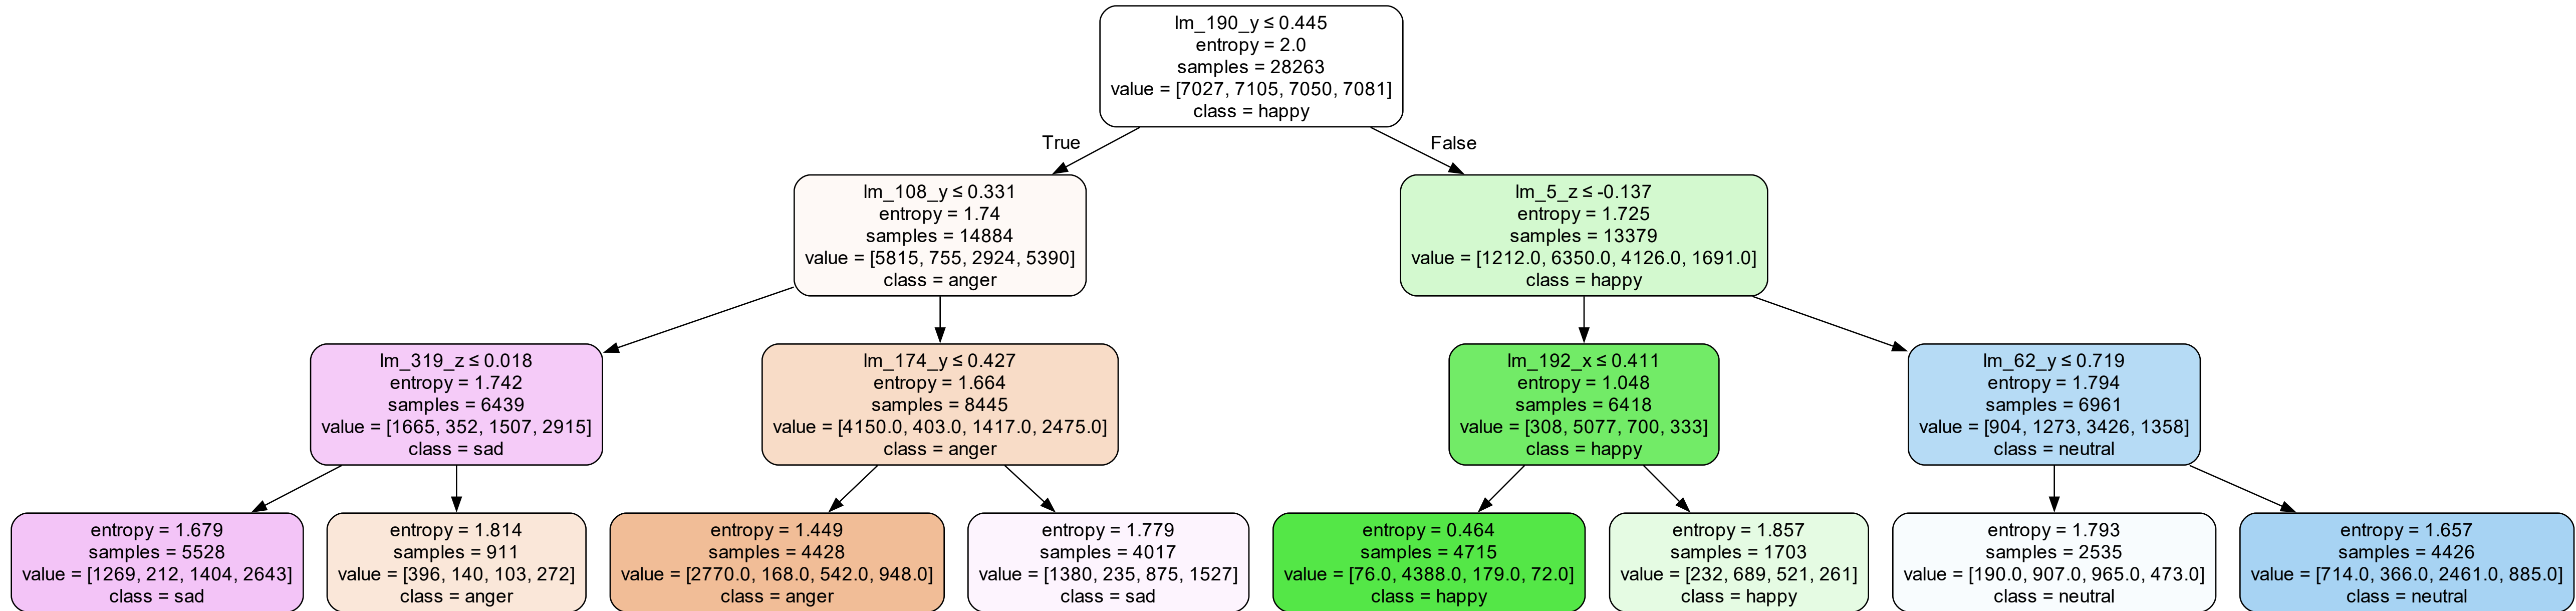 lm_190_y ≤ 0.445
entropy = 2.0
samples = 28263
value = [7027, 7105, 7050, 7081]
class = happy
True
False
lm_108_y ≤ 0.331
entropy = 1.74
samples = 14884
value = [5815, 755, 2924, 5390]
class = anger
lm_5_z ≤ -0.137
entropy = 1.725
samples = 13379
value = [1212.0, 6350.0, 4126.0, 1691.0]
class = happy
lm_319_z ≤ 0.018
entropy = 1.742
samples = 6439
value = [1665, 352, 1507, 2915]
class = sad
lm_174_y ≤ 0.427
entropy = 1.664
samples = 8445
value = [4150.0, 403.0, 1417.0, 2475.0]
class = anger
lm_192_x ≤ 0.411
entropy = 1.048
samples = 6418
value = [308, 5077, 700, 333]
class = happy
lm_62_y ≤ 0.719
entropy = 1.794
samples = 6961
value = [904, 1273, 3426, 1358]
class = neutral
entropy = 1.679
samples = 5528
value = [1269, 212, 1404, 2643]
class = sad
entropy = 1.814
samples = 911
value = [396, 140, 103, 272]
class = anger
entropy = 1.449
samples = 4428
value = [2770.0, 168.0, 542.0, 948.0]
class = anger
entropy = 1.779
samples = 4017
value = [1380, 235, 875, 1527]
class = sad
entropy = 0.464
samples = 4715
value = [76.0, 4388.0, 179.0, 72.0]
class = happy
entropy = 1.857
samples = 1703
value = [232, 689, 521, 261]
class = happy
entropy = 1.793
samples = 2535
value = [190.0, 907.0, 965.0, 473.0]
class = neutral
entropy = 1.657
samples = 4426
value = [714.0, 366.0, 2461.0, 885.0]
class = neutral